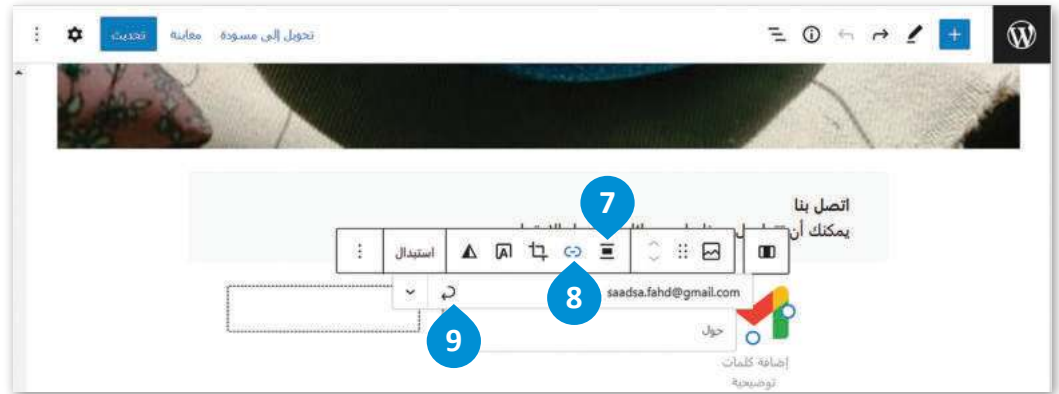 تحويل إلى مسودة معاينة تحديث
اتصل بنا
يمكنك أن
7
استبدال
8
saadsa.fahd@gmail.com
9
حول
إضافة كلمات
توضيحية